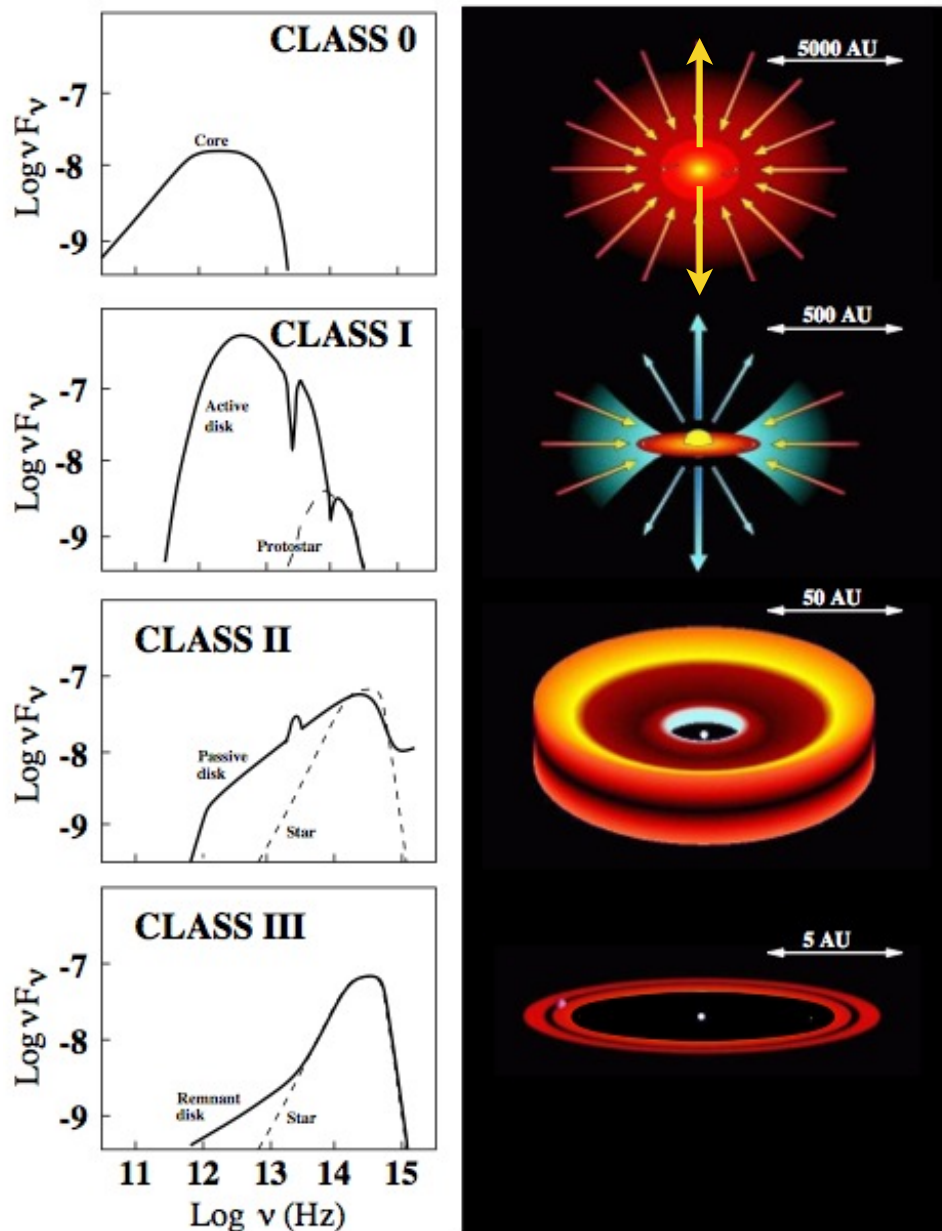 CLASS 0
5000 AU
Log νFν
-7
-8
-9
Core
CLASS I
500 AU
Log νFν
-7
-8
-9
Active
disk
Protostar
CLASS II
50 AU
Log νFν
-7
-8
-9
Passive
disk
Star
CLASS III
5 AU
Log νFν
-7
-8
-9
Remnant
disk
Star
11 12 13 14 15
Log ν (Hz)